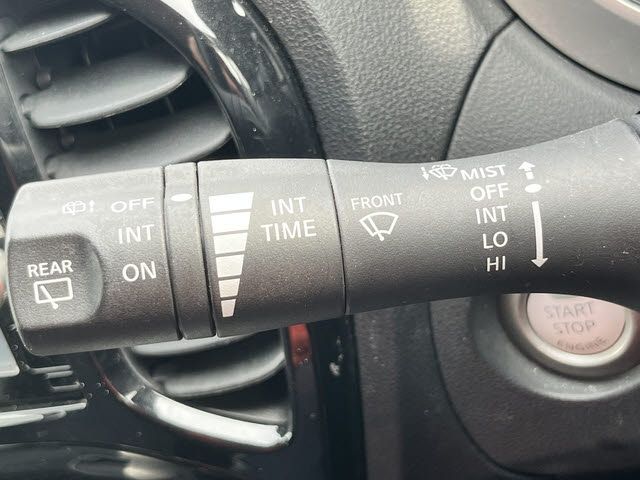 REAR
OFF
INT
ON
INT
TIME
FRONT
MIST
OFF
INT
LO
HI
START
STOP
ENGINE